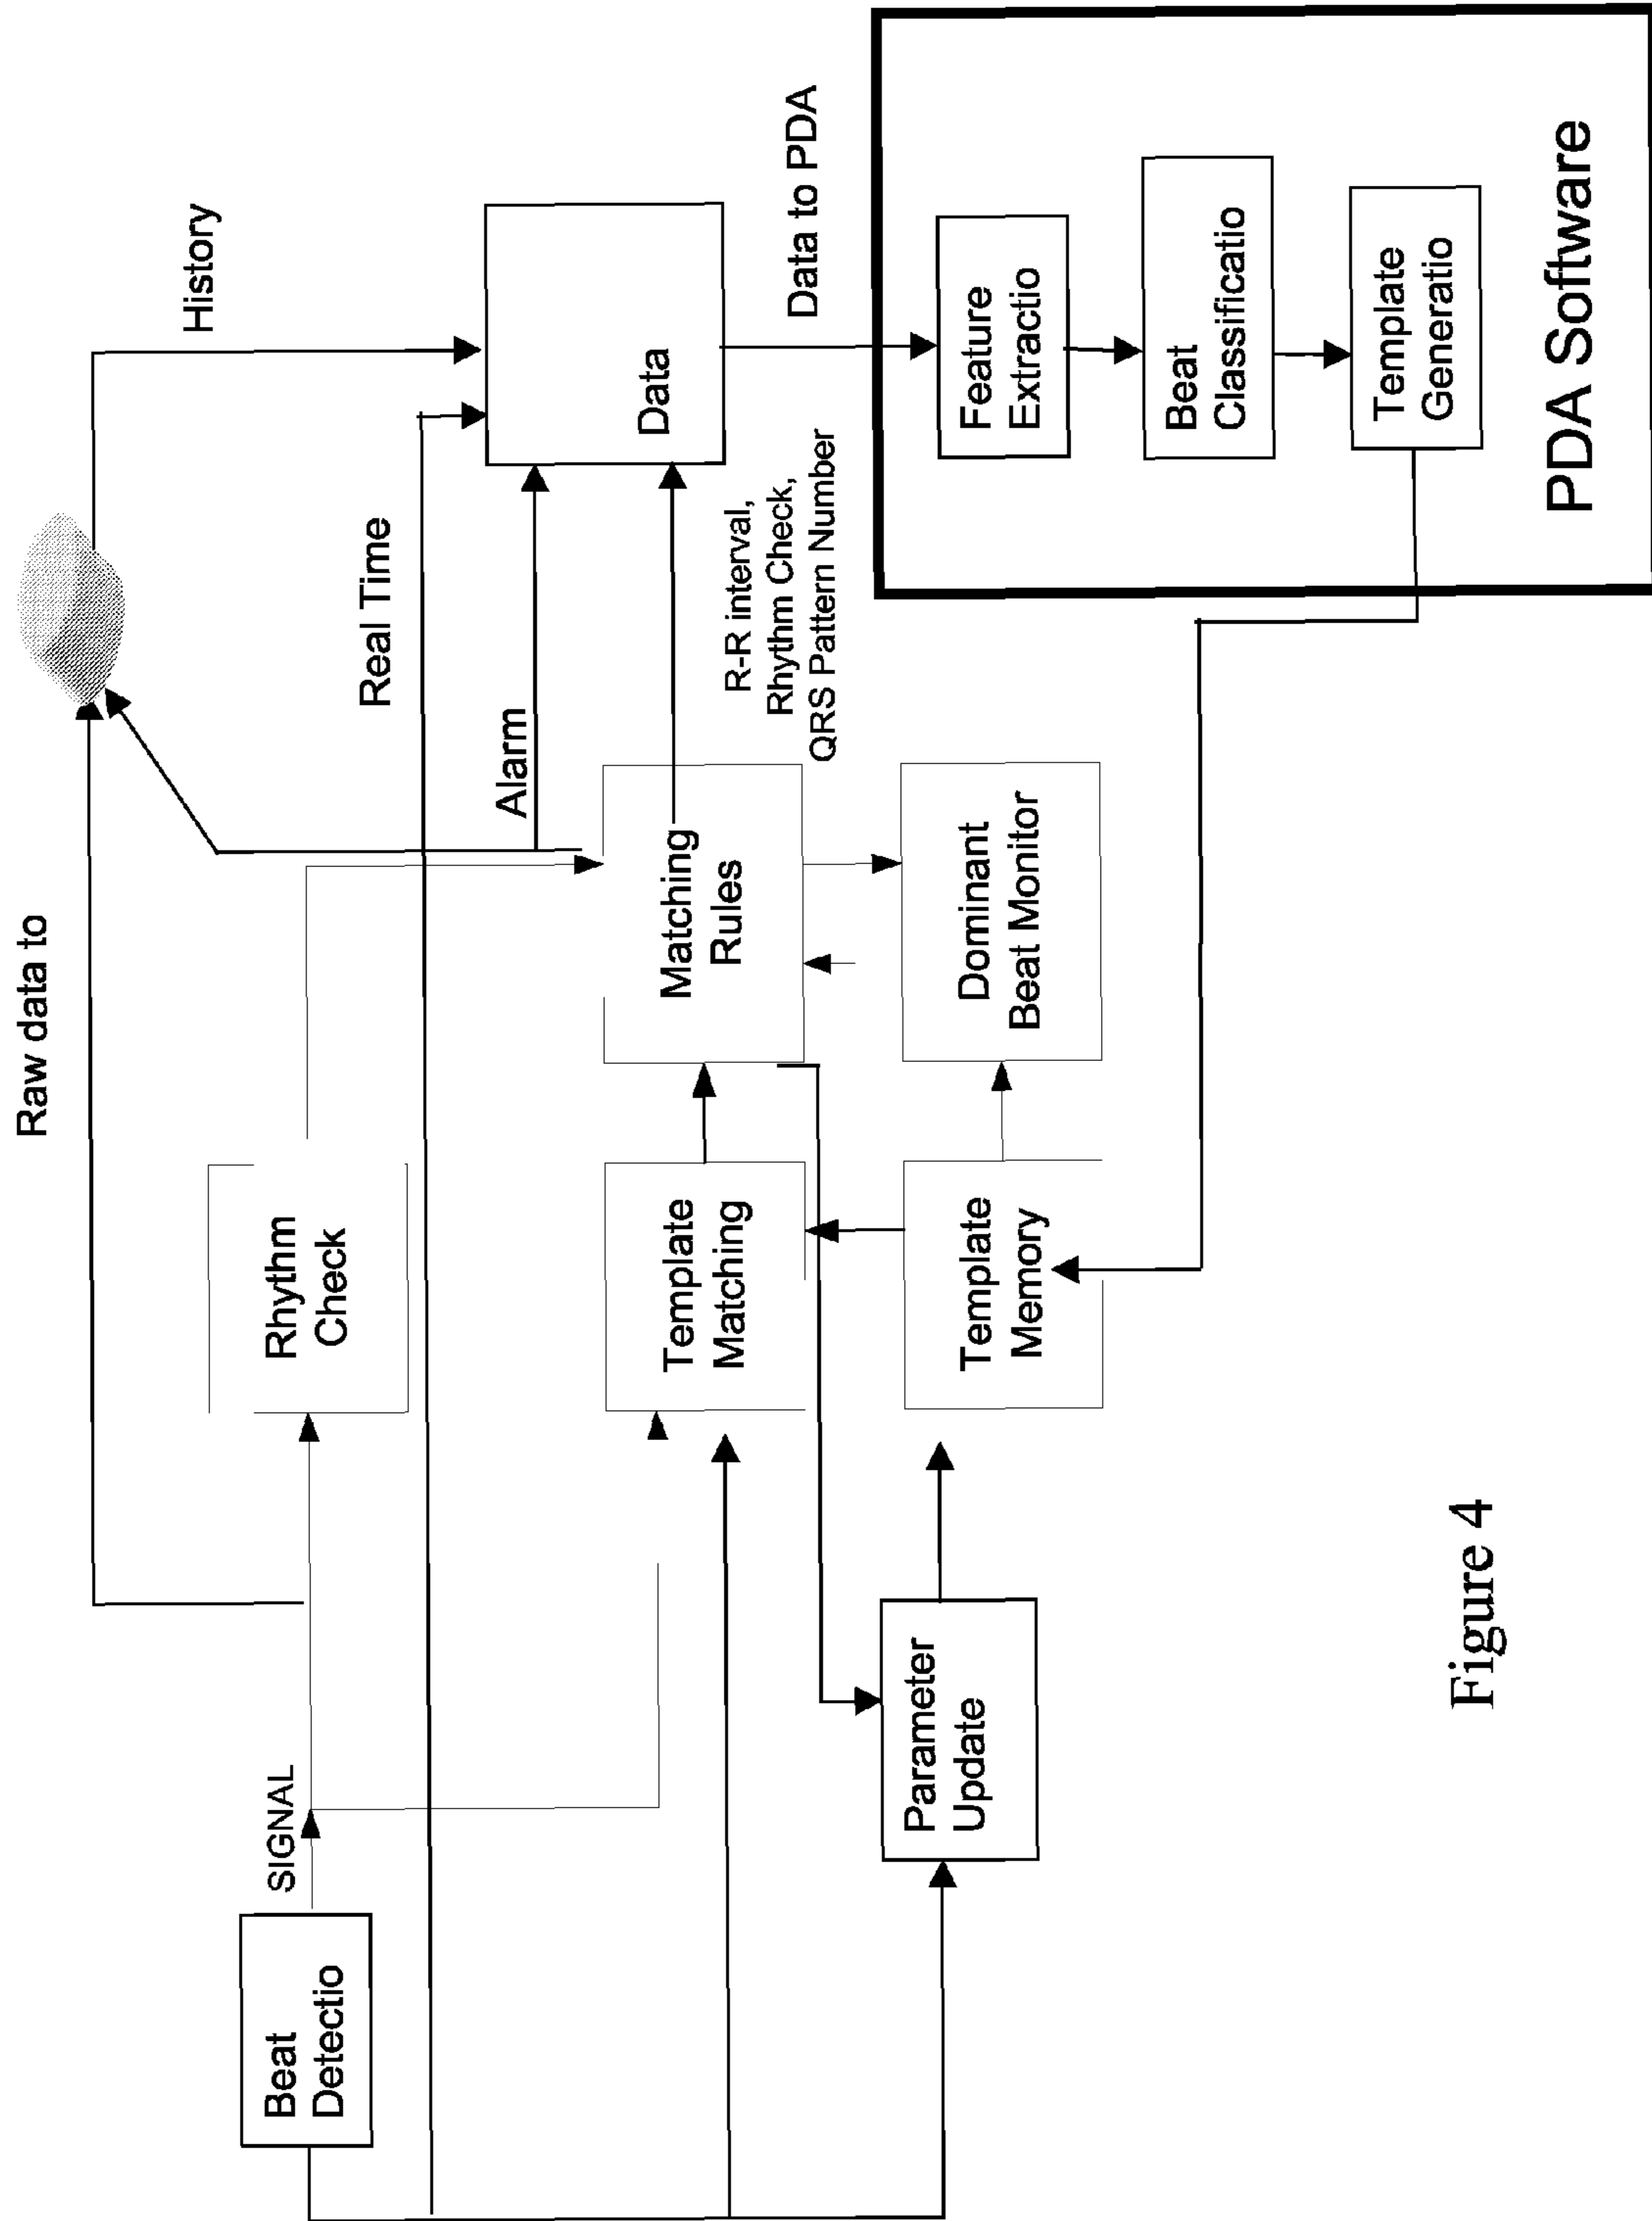 Raw data to
History
Real Time
SIGNAL
Beat
Detectio
Rhythm
Check
Alarm
Data
Template
Matching
Matching
Rules
R-R interval,
Rhythm Check,
QRS Pattern Number
Data to PDA
Parameter
Update
Template
Memory
Dominant
Beat Monitor
Feature
Extractio
Beat
Classificatio
Template
Generatio
PDA Software
Figure 4